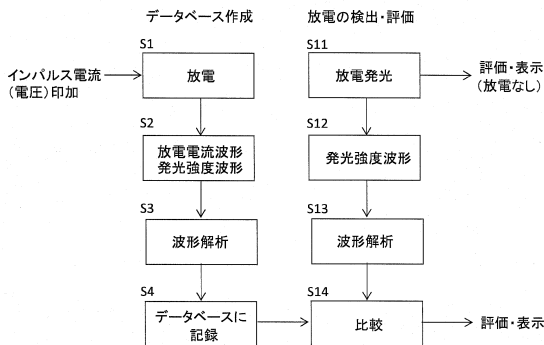 データベース作成
放電の検出・評価
S1
インパルス電流
(電圧)印加
放電
S11
放電発光
評価・表示
(放電なし)
S2
放電電流波形
発光強度波形
S12
発光強度波形
S3
波形解析
S13
波形解析
S4
データベースに
記録
S14
比較
評価・表示